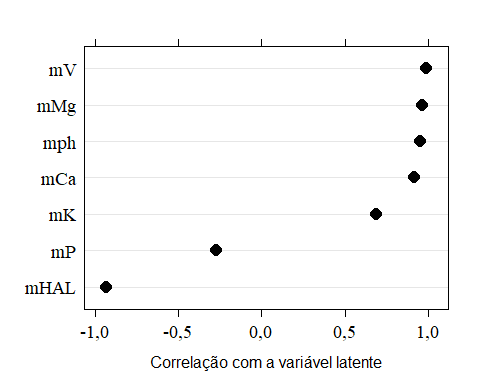 mV
mMg
mph
mCa
mK
mP
mHAL
-1,0 -0,5 0,0 0,5 1,0
Correlação com a variável latente